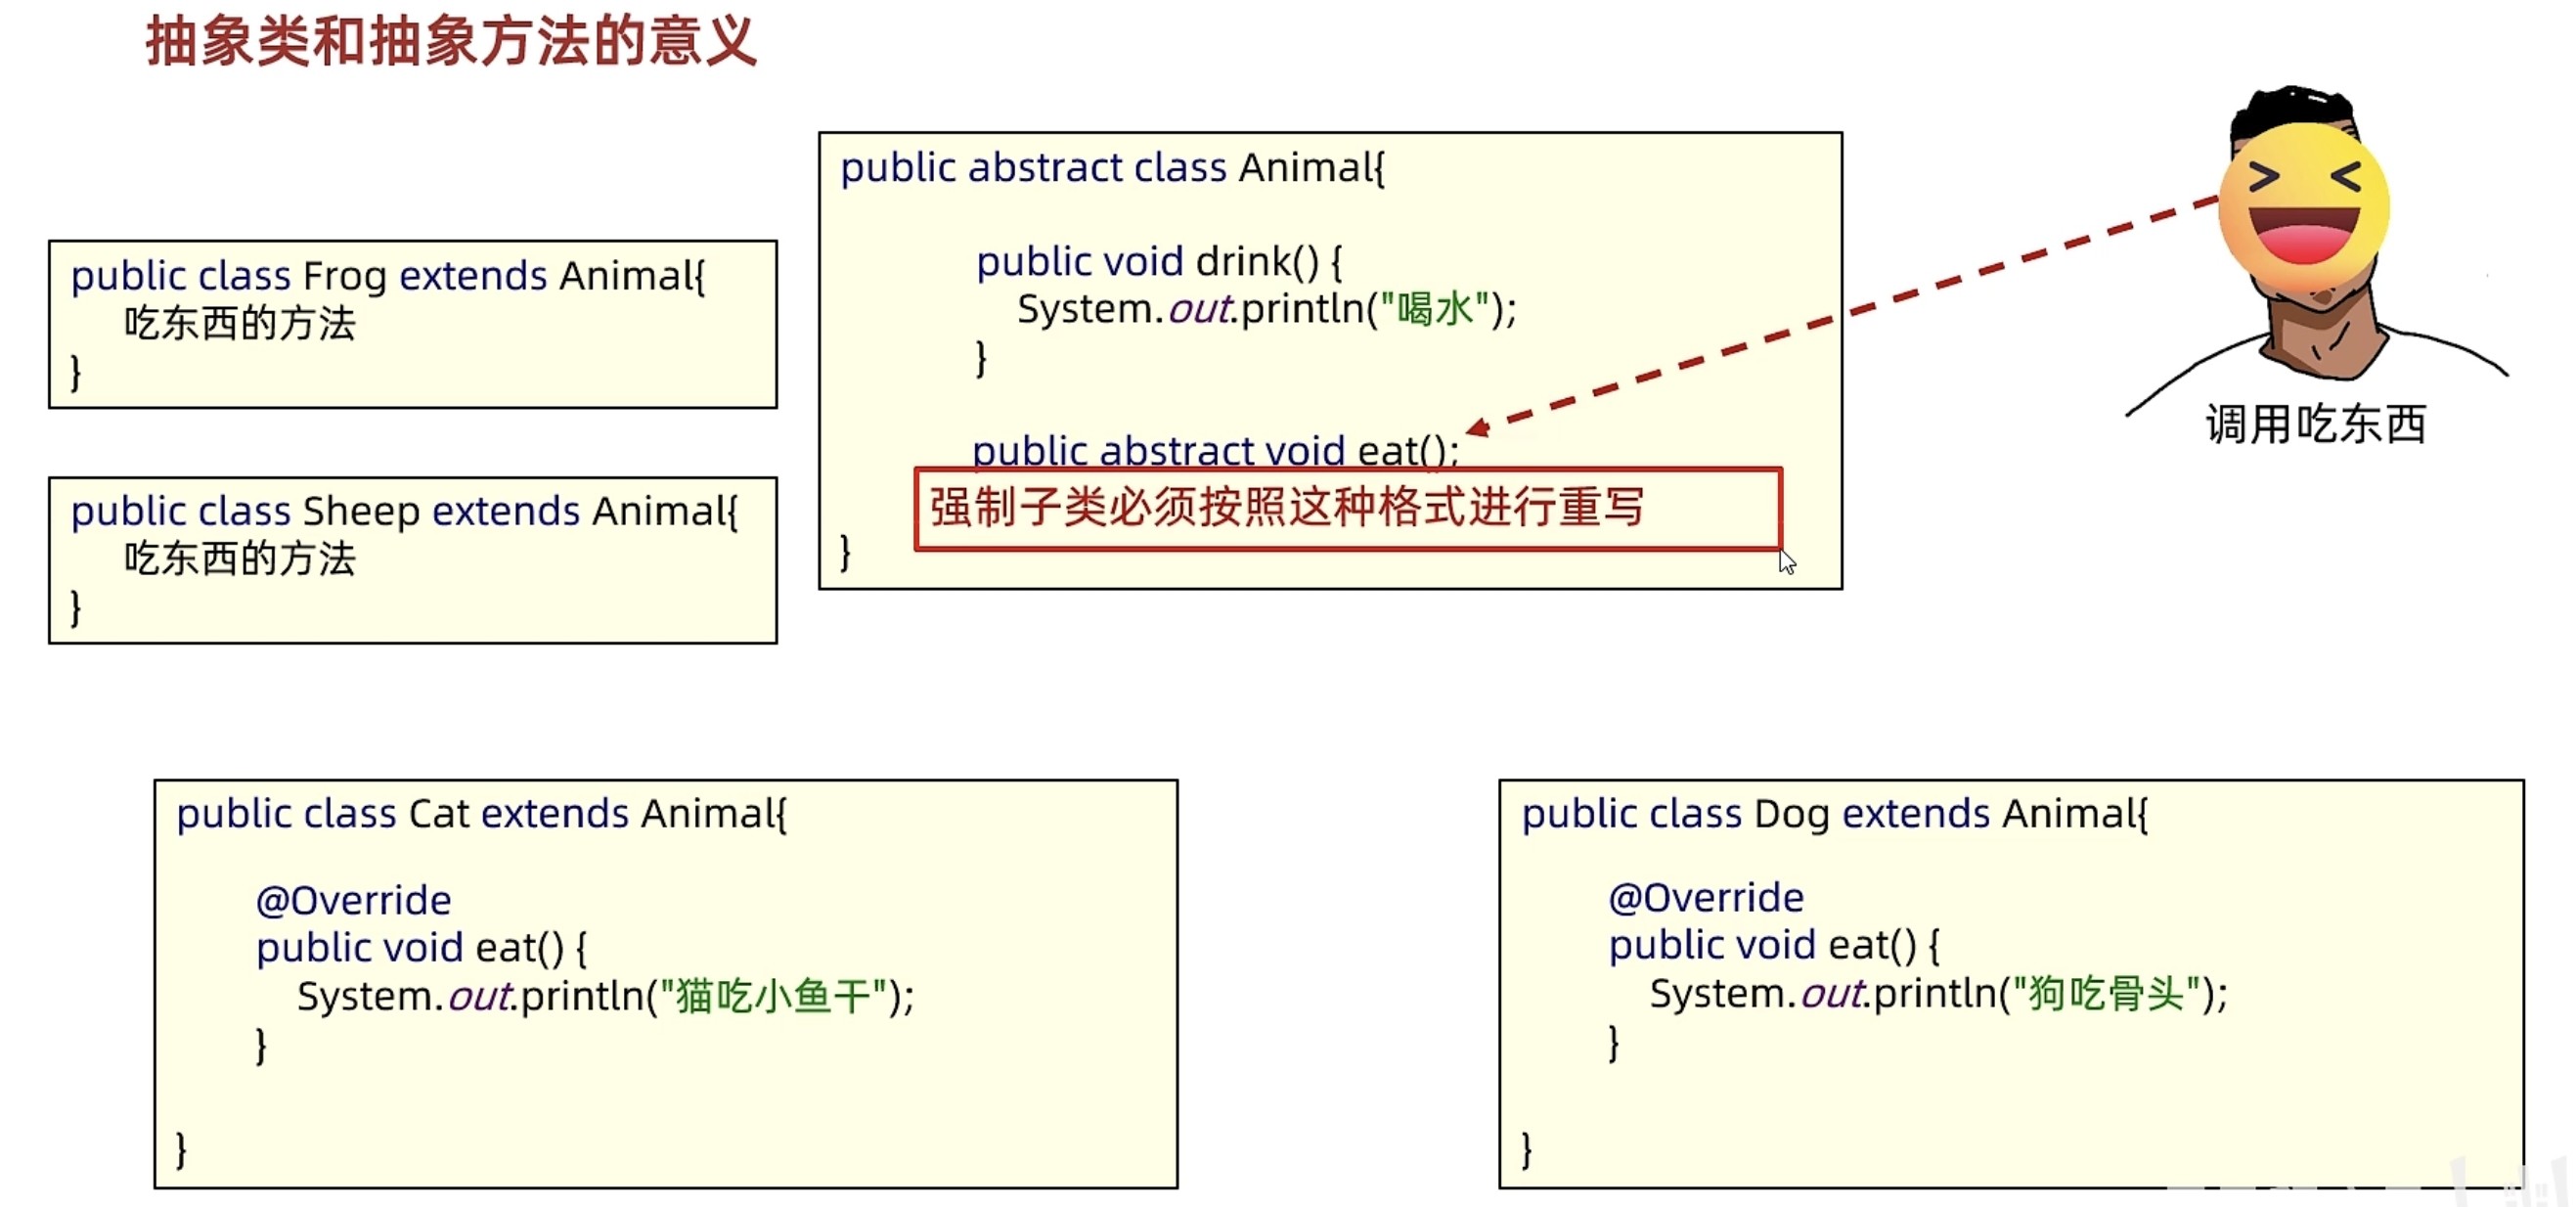 抽象类和抽象方法的意义
public class Frog extends Animal{
吃东西的方法
}
public class Sheep extends Animal{
吃东西的方法
}
public abstract class Animal{
public void drink() {
System.out.println("喝水");
}
public abstract void eat();
强制子类必须按照这种格式进行重写
}
调用吃东西
public class Cat extends Animal{
@Override
public void eat() {
System.out.println("猫吃小鱼干");
}
}
public class Dog extends Animal{
@Override
public void eat() {
System.out.println("狗吃骨头");
}
}